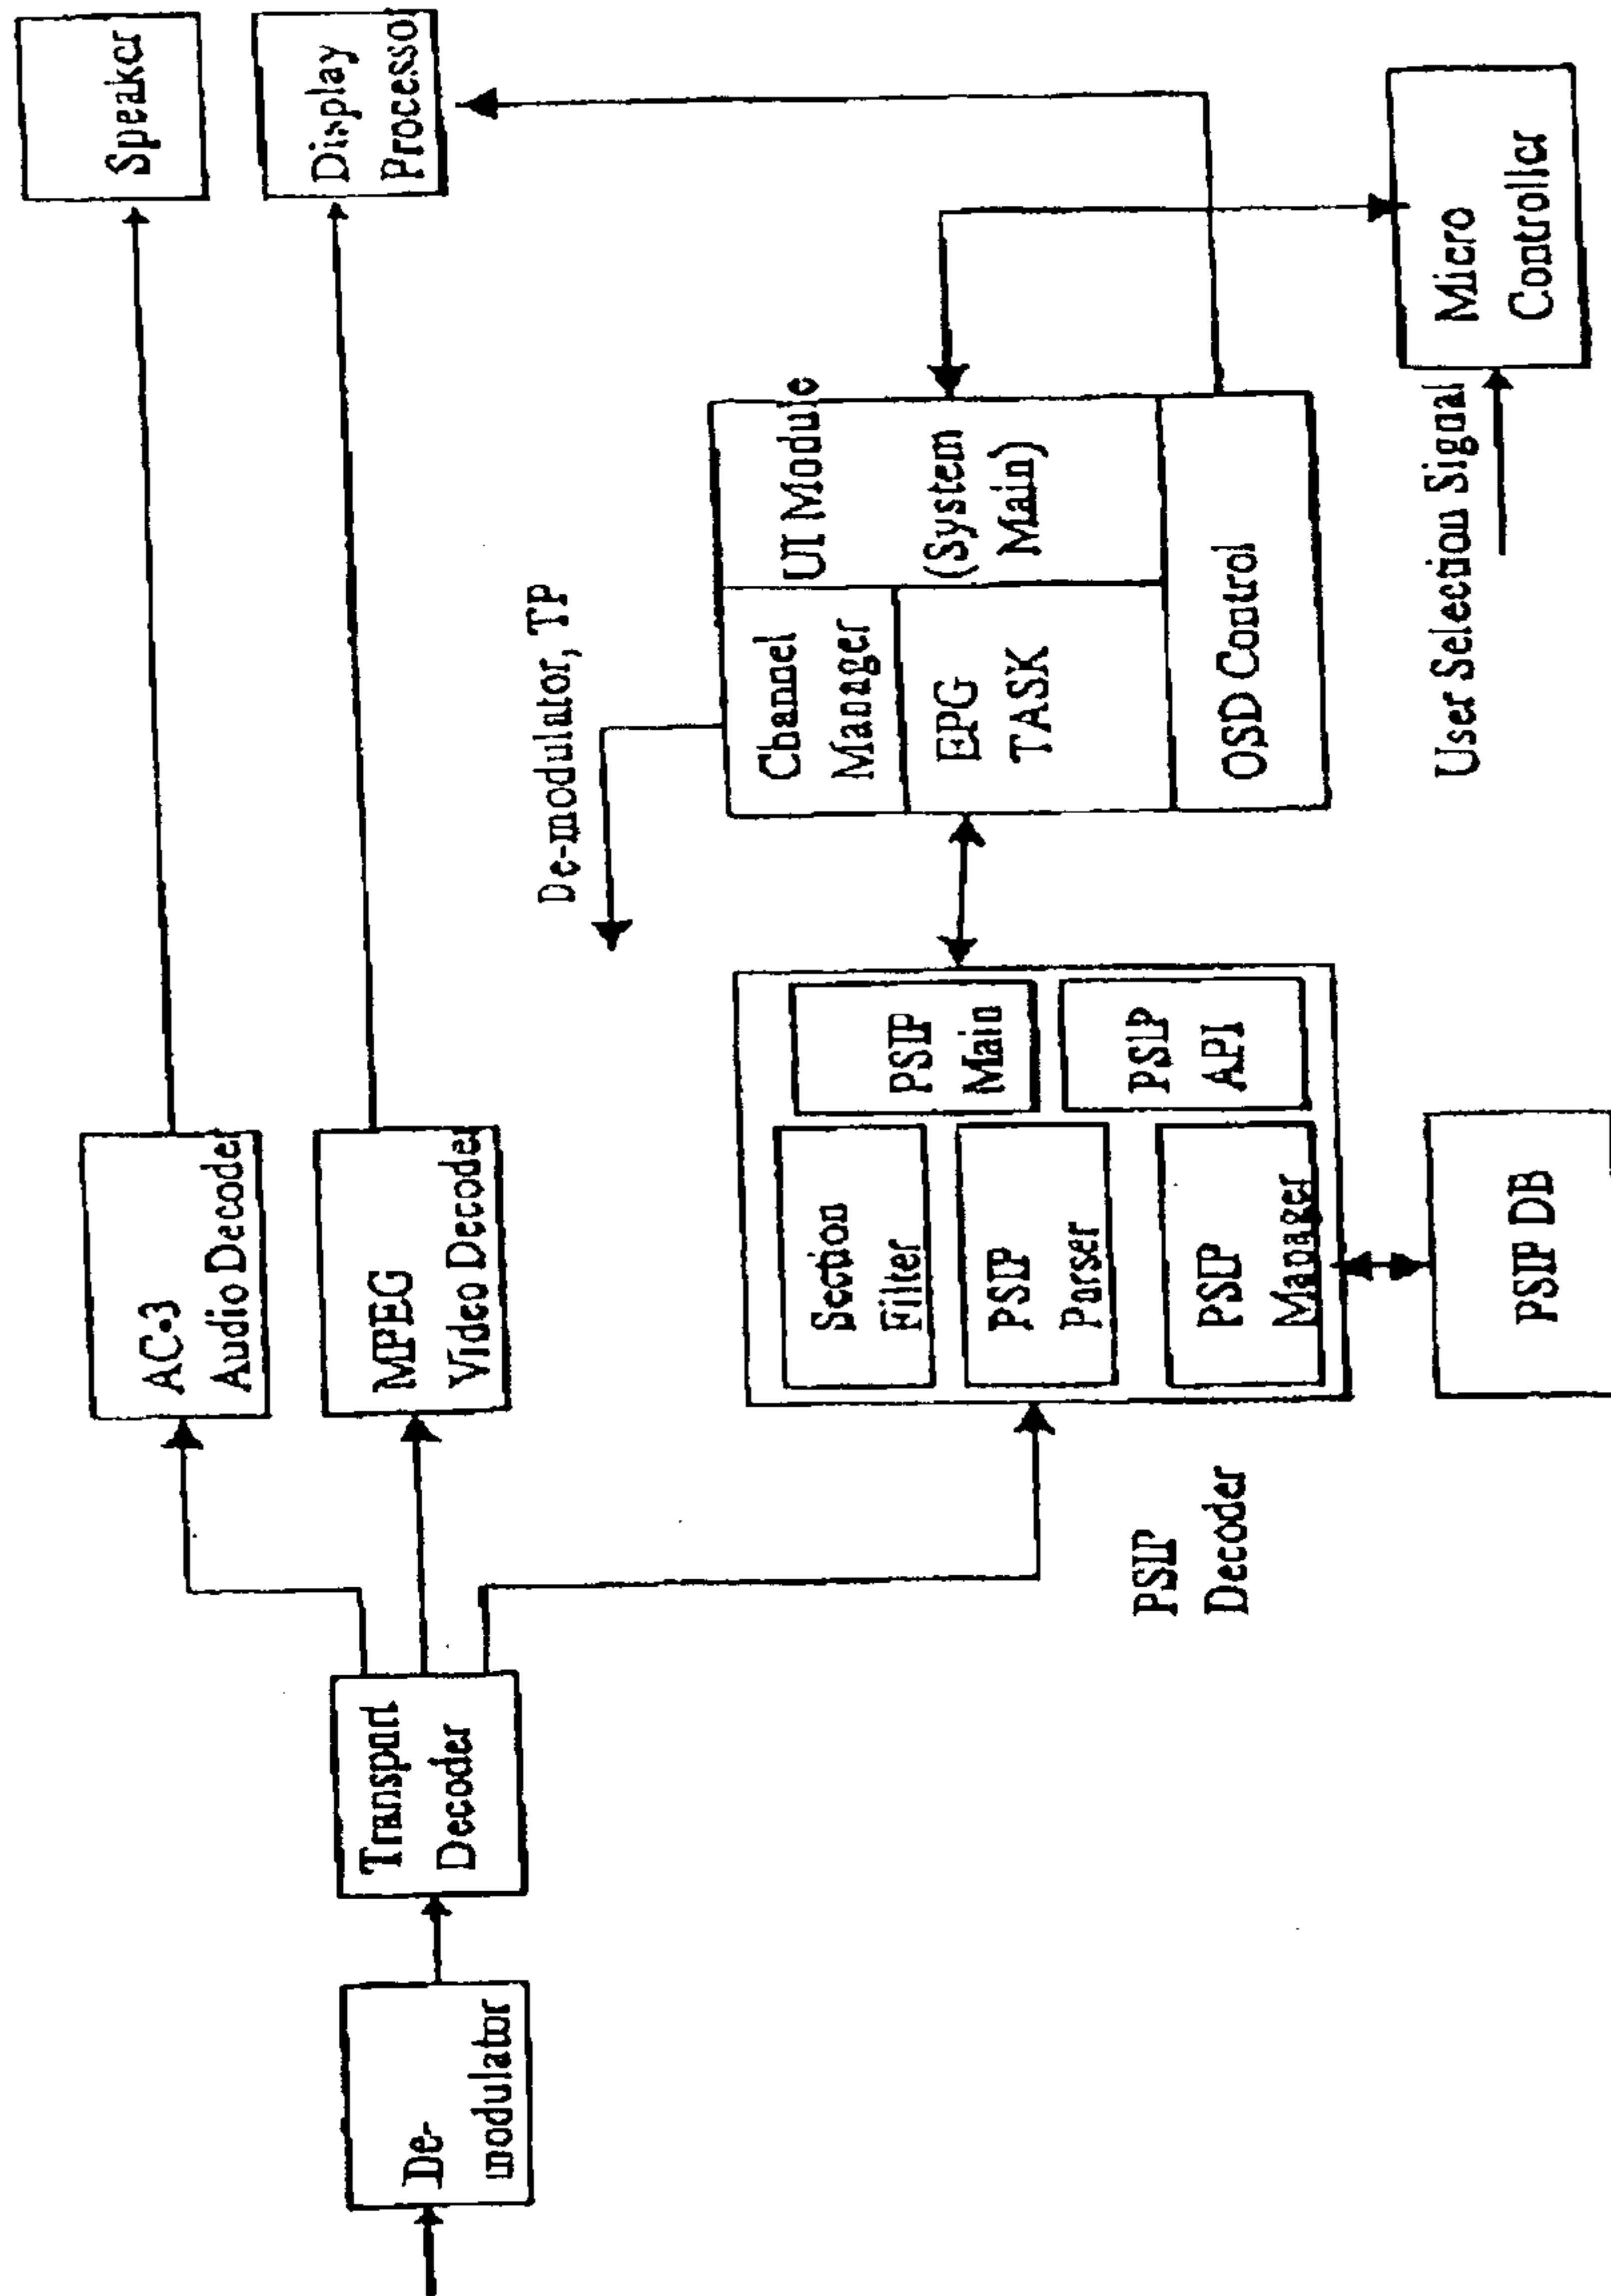 De-
modulator
Transport
Decoder
AC-3
Audio Decoder
MPEG
Video Decoder
Speaker
Display
Processo
De-modulator, TP
PSIP
Decoder
Section
Filter
PSIP
Parser
PSIP
Manager
PSIP
Main
PSIP
API
PSIP DB
Channel
Manager
EPG
TASK
UI Module
(System
Main)
OSD Control
User Selection Signal
Micro
Controller